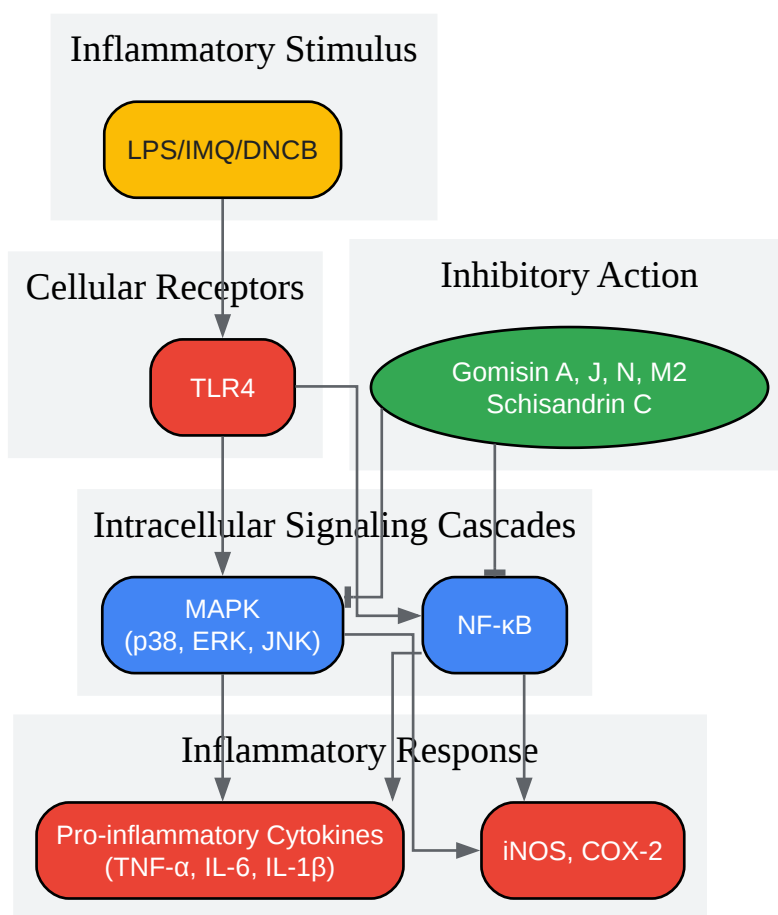 Inflammatory Stimulus
LPS/IMQ/DNCB
Cellular Receptors
Inhibitory Action
TLR4
Gomisin A, J, N, M2
Schisandrin C
Intracellular Signaling Cascades
MAPK
(p38, ERK, JNK)
NF-κB
Inflammatory Response
Pro-inflammatory Cytokines
(TNF-α, IL-6, IL-1β)
iNOS, COX-2